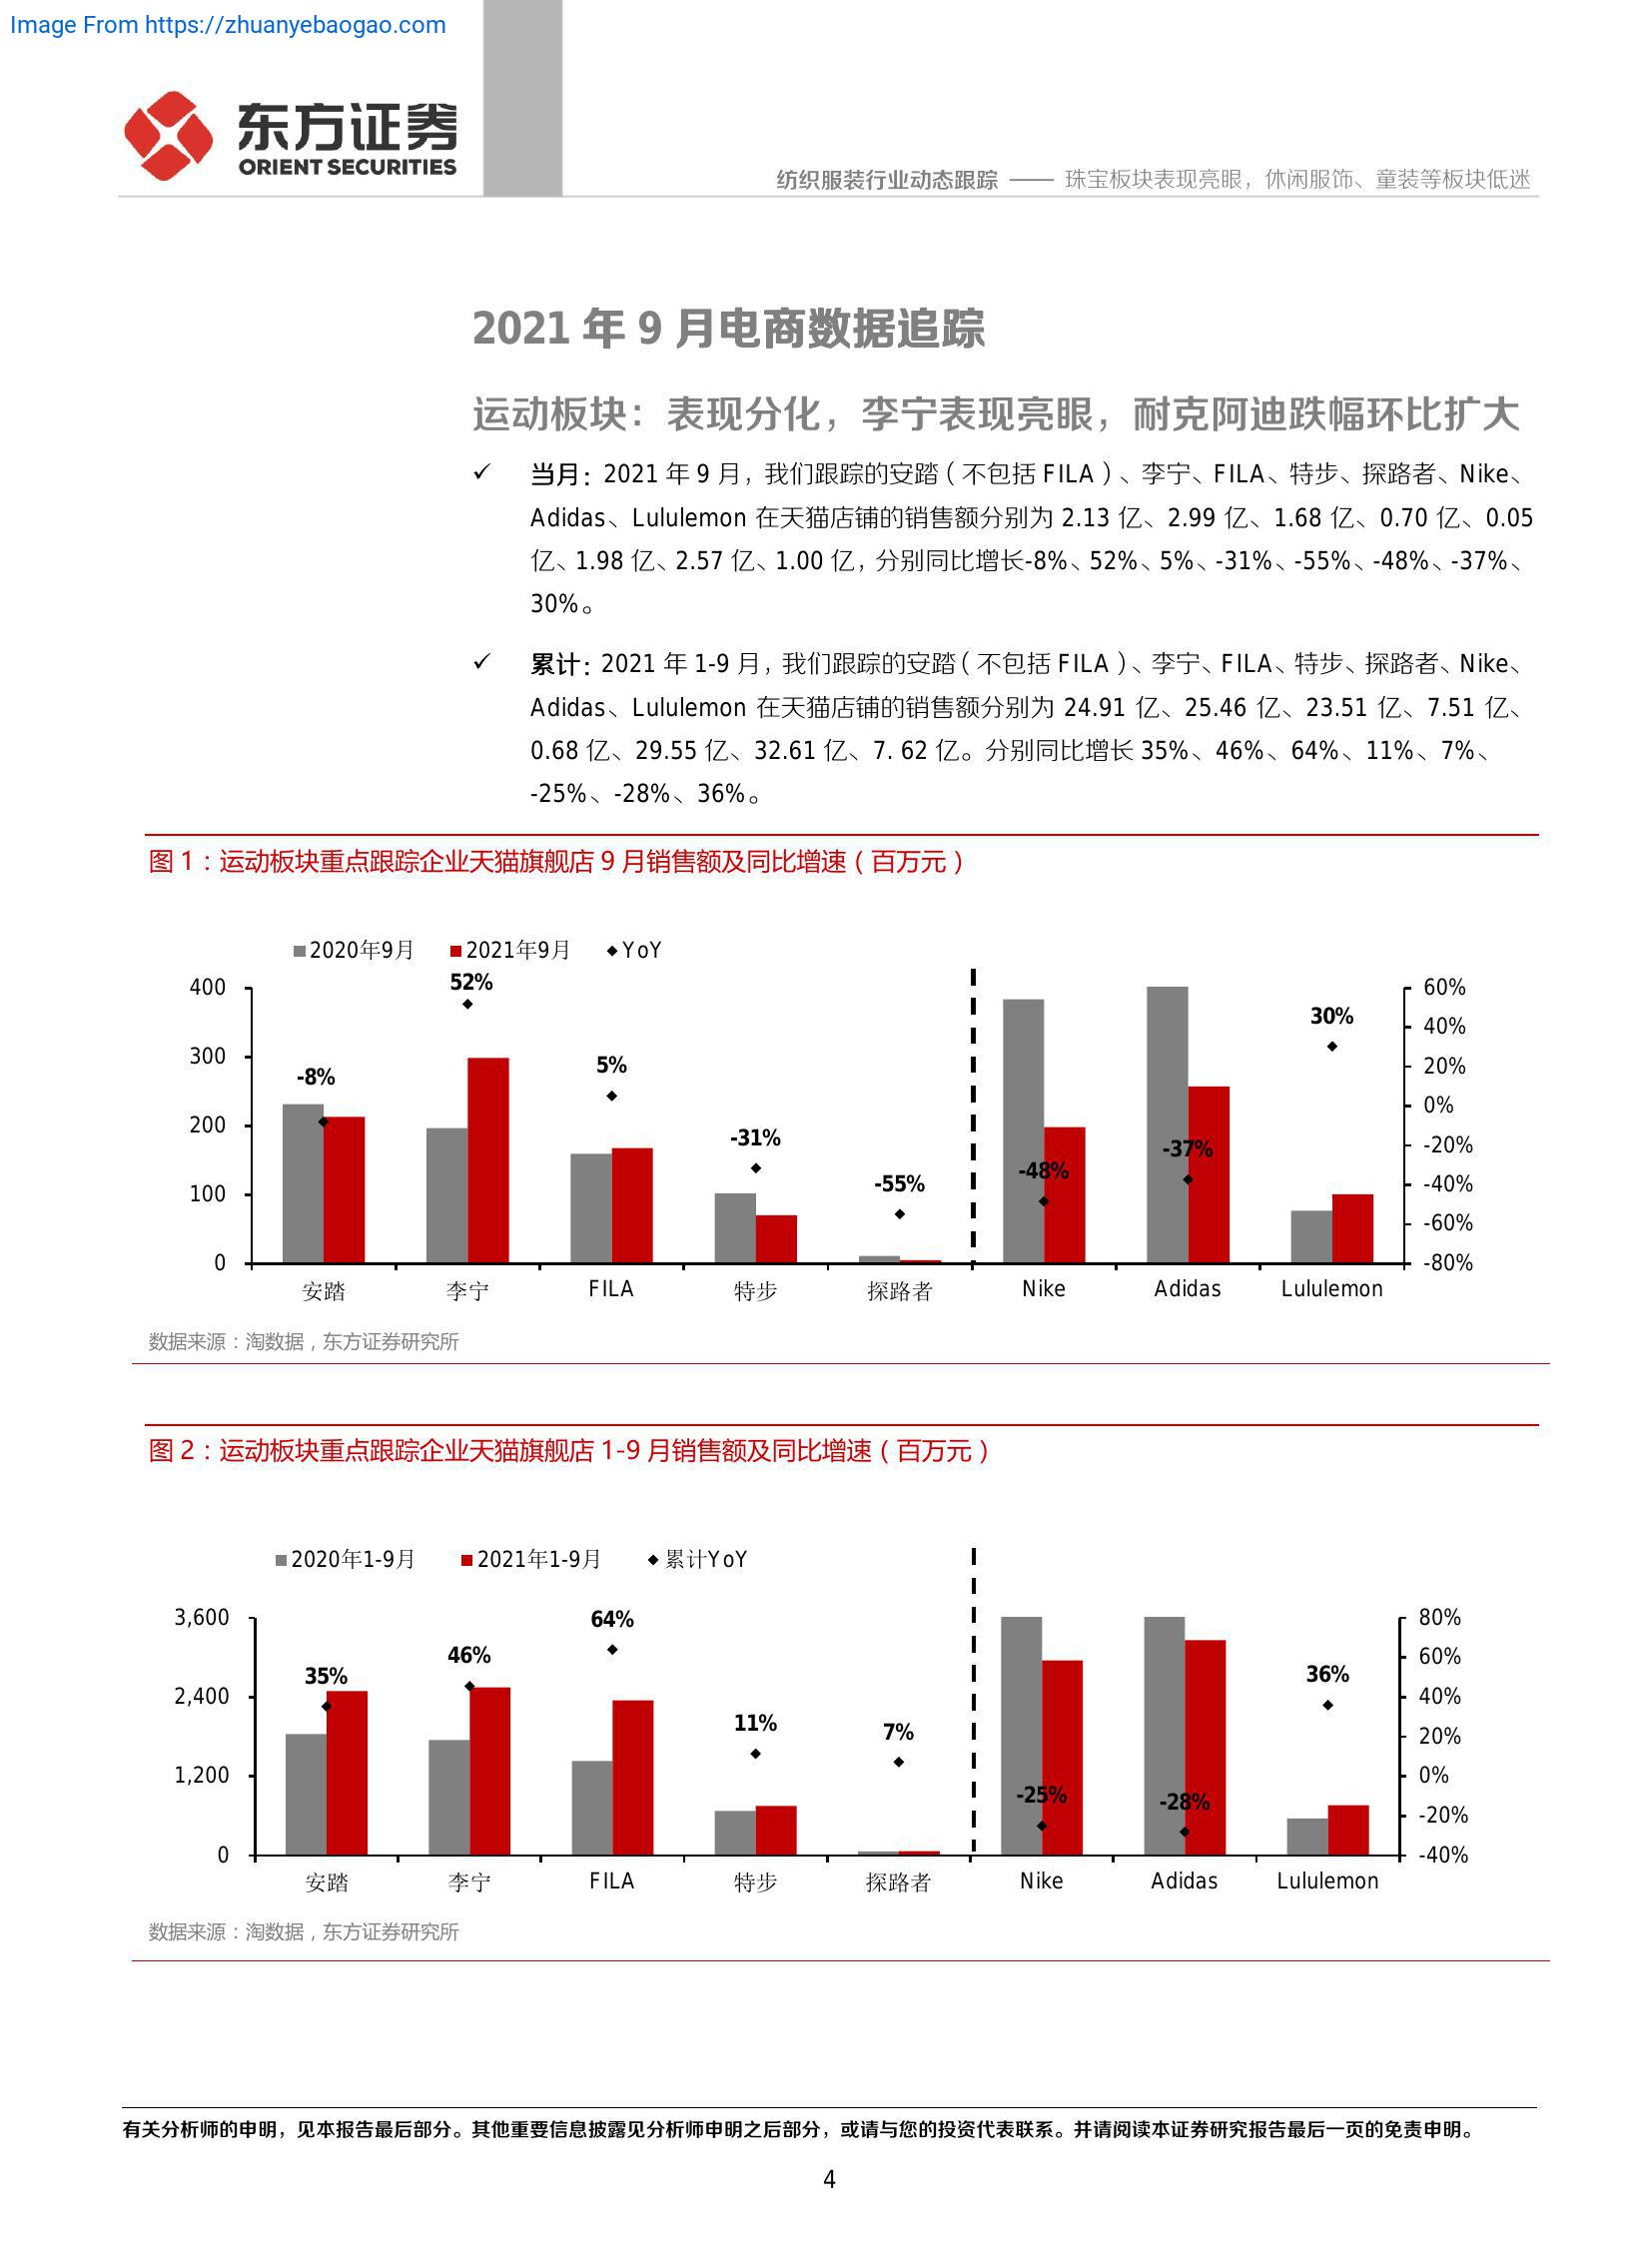 Image From https://zhuanyebaogao.com
东方证券
ORIENT SECURITIES
纺织服装行业动态跟踪 —— 珠宝板块表现亮眼，休闲服饰、童装等板块低迷
2021 年 9 月电商数据追踪
运动板块：表现分化，李宁表现亮眼，耐克阿迪跌幅环比扩大
✓ 当月：2021 年 9 月，我们跟踪的安踏（不包括 FILA）、李宁、FILA、特步、探路者、Nike、
Adidas、Lululemon 在天猫店铺的销售额分别为 2.13 亿、2.99 亿、1.68 亿、0.70 亿、0.05
亿、1.98 亿、2.57 亿、1.00 亿，分别同比增长-8%、52%、5%、-31%、-55%、-48%、-37%、
30%。
✓ 累计：2021 年 1-9 月，我们跟踪的安踏（不包括 FILA）、李宁、FILA、特步、探路者、Nike、
Adidas、Lululemon 在天猫店铺的销售额分别为 24.91 亿、25.46 亿、23.51 亿、7.51 亿、
0.68 亿、29.55 亿、32.61 亿、7. 62 亿。分别同比增长 35%、46%、64%、11%、7%、
-25%、-28%、36%。
图 1：运动板块重点跟踪企业天猫旗舰店 9 月销售额及同比增速（百万元）
2020年9月 2021年9月 YoY
400
300
200
100
0
-8%
52%
5%
-31%
-55%
-48%
-37%
30%
60%
40%
20%
0%
-20%
-40%
-60%
-80%
安踏 李宁 FILA 特步 探路者 Nike Adidas Lululemon
数据来源：淘数据，东方证券研究所
图 2：运动板块重点跟踪企业天猫旗舰店 1-9 月销售额及同比增速（百万元）
2020年1-9月 2021年1-9月 累计YoY
3,600
2,400
1,200
0
35%
46%
64%
11%
7%
-25%
-28%
36%
80%
60%
40%
20%
0%
-20%
-40%
安踏 李宁 FILA 特步 探路者 Nike Adidas Lululemon
数据来源：淘数据，东方证券研究所
有关分析师的申明，见本报告最后部分。其他重要信息披露见分析师申明之后部分，或请与您的投资代表联系。并请阅读本证券研究报告最后一页的免责申明。
4